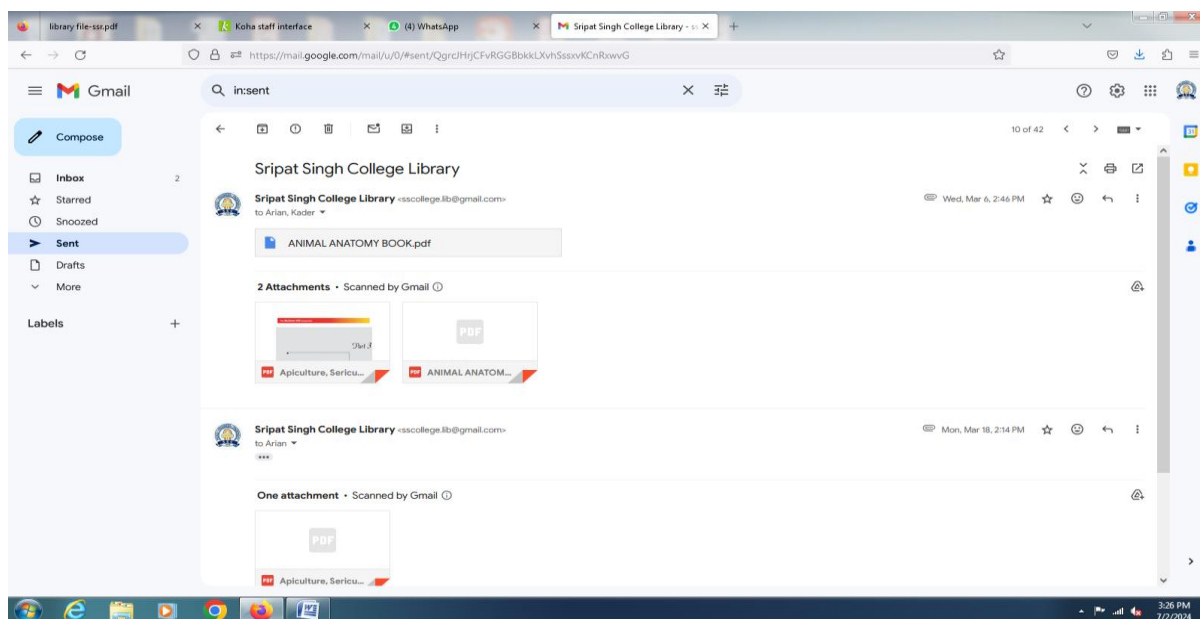 library file-ssr.pdf
Koha staff interface
(4) WhatsApp
Sripat Singh College Library - ss
https://mail.google.com/mail/u/0/#sent/QgrcJHrjCFvRGGBbkkLXvhSssxvKCnRxwvG
Gmail
in:sent
Compose
10 of 42
Inbox 2
Starred
Snoozed
Sent
Drafts
More
Labels
Sripat Singh College Library
Sripat Singh College Library <sscollege.lib@gmail.com>
Wed, Mar 6, 2:46 PM
to Arian, Kader
ANIMAL ANATOMY BOOK.pdf
2 Attachments • Scanned by Gmail
Part I
PDF
PDF Apiculture, Sericu...
PDF ANIMAL ANATOM...
Sripat Singh College Library <sscollege.lib@gmail.com>
Mon, Mar 18, 2:14 PM
to Arian
One attachment • Scanned by Gmail
PDF
PDF Apiculture, Sericu...
3:26 PM
7/2/2024